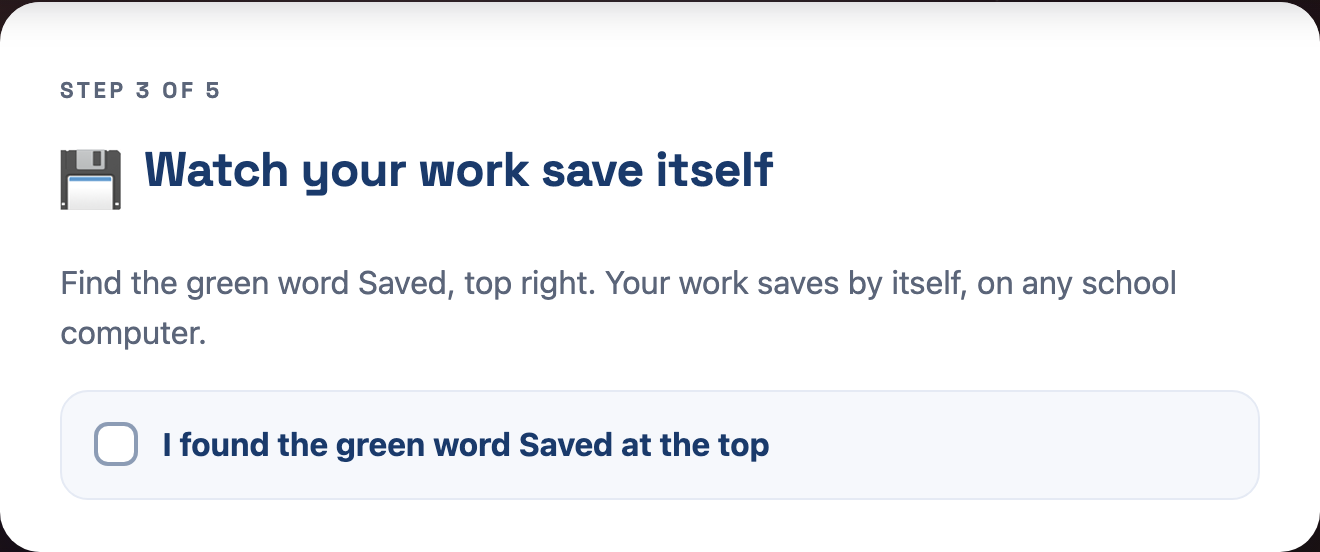 STEP 3 OF 5
Watch your work save itself
Find the green word Saved, top right. Your work saves by itself, on any school
computer.
I found the green word Saved at the top